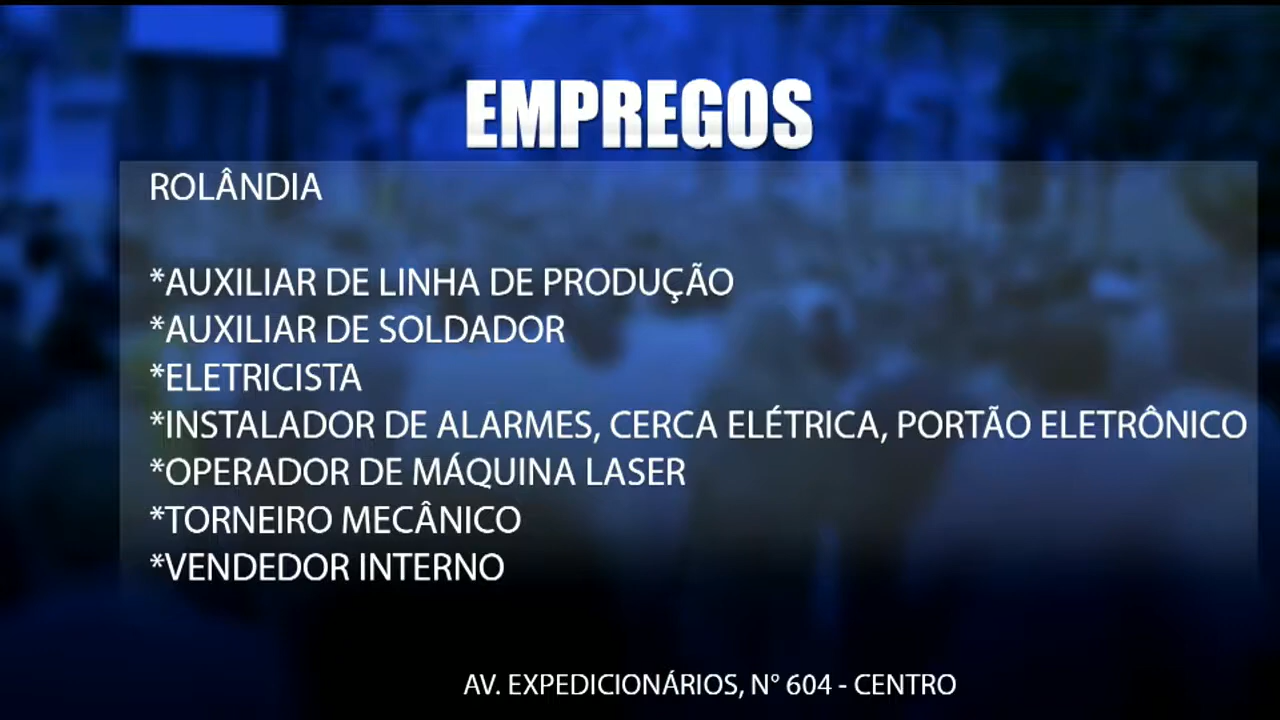 EMPREGOS
ROLÂNDIA
*AUXILIAR DE LINHA DE PRODUÇÃO
*AUXILIAR DE SOLDADOR
*ELETRICISTA
*INSTALADOR DE ALARMES, CERCA ELÉTRICA, PORTÃO ELETRÔNICO
*OPERADOR DE MÁQUINA LASER
*TORNEIRO MECÂNICO
*VENDEDOR INTERNO
AV. EXPEDICIONÁRIOS, N° 604 - CENTRO